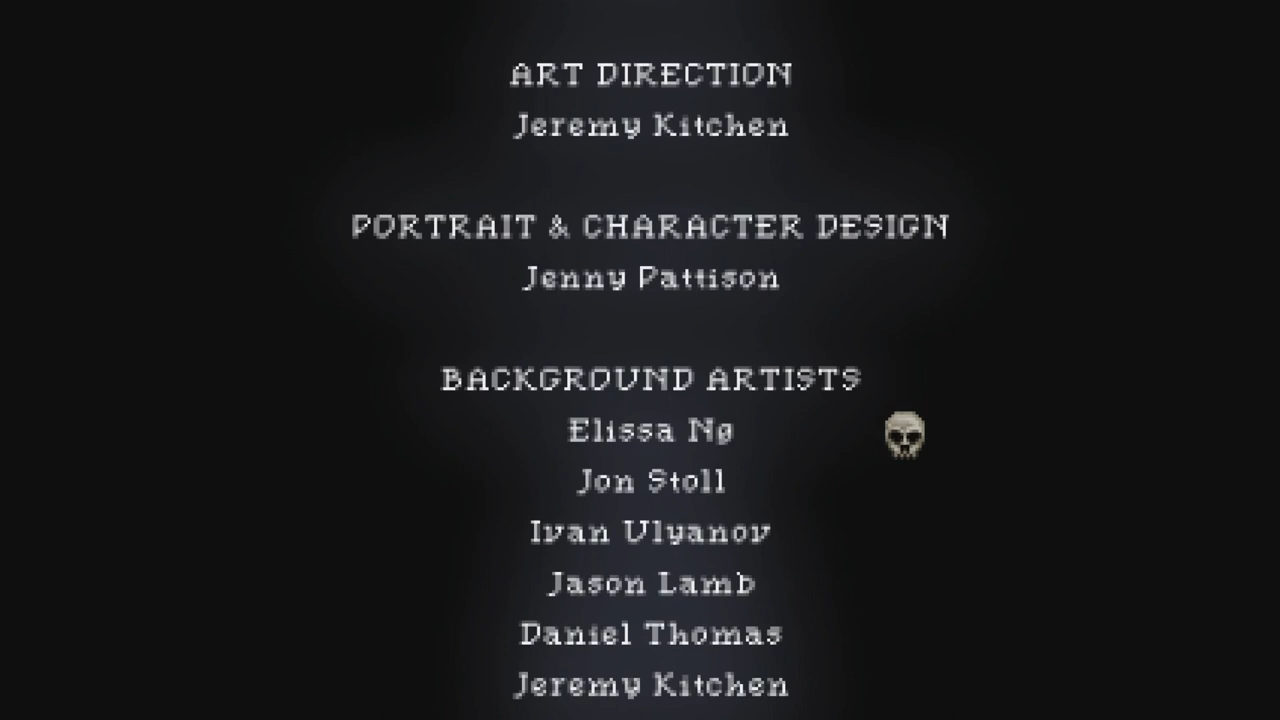 ART DIRECTION
Jeremy Kitchen
PORTRAIT & CHARACTER DESIGN
Jenny Pattison
BACKGROUND ARTISTS
Elissa Ng
Jon Stoll
Ivan Ulyanov
Jason Lamb
Daniel Thomas
Jeremy Kitchen